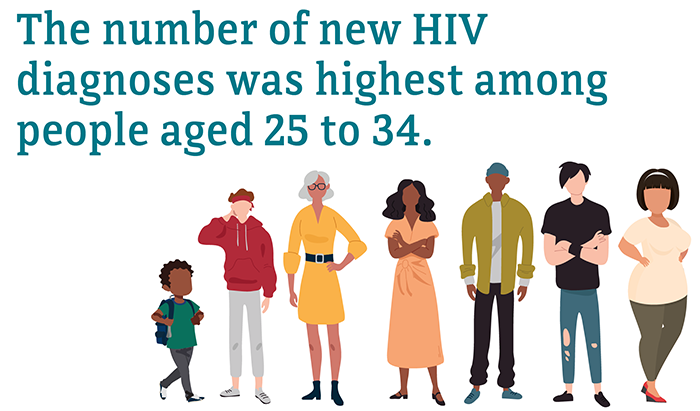 The number of new HIV
diagnoses was highest among
people aged 25 to 34.